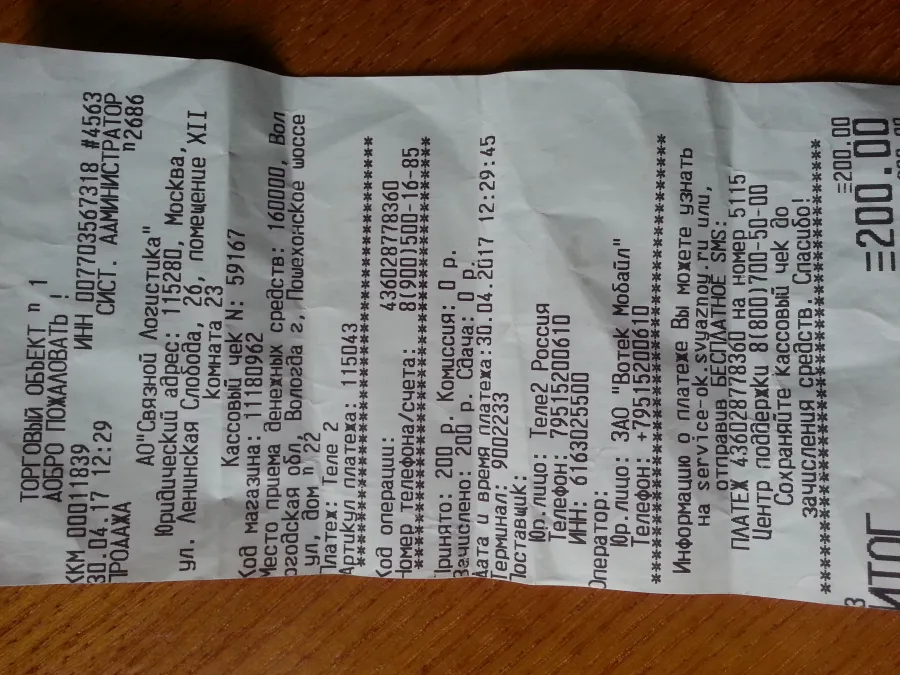 ТОРГОВЫЙ ОБЪЕКТ n 1
ДОБРО ПОЖАЛОВАТЬ !
ККМ 00011839 ИНН 007703567318 #4563
30.04.17 12:29 СИСТ. АДМИНИСТРАТОР
ПРОДАЖА n2686
АО"Связной Логистика"
Юридический адрес: 115280, Москва,
ул. Ленинская Слобода, 26, помещение XII
комната 23
Кассовый чек N: 59167
Код магазина: 11180962
Место приема денежных средств: 160000, Вол
огодская обл, Вологда г, Пошехонское шоссе
ул, дом n°22
Платеж. Теле 2
Артикул платежа: 115043
**********************************
Код операции: 436028778360
Номер телефона/счета: 8(900)500-16-85
**********************************
Принято: 200 р. Комиссия: 0 р.
Зачислено: 200 р. Сдача: 0 р.
Дата и время платежа:30.04.2017 12:29:45
Терминал: 9002233
Поставщик:
Юр.лицо: Теле2 Россия
Телефон: 79515200610
ИНН: 6163025500
Оператор:
Юр.лицо: ЗАО "Вотек Мобайл"
Телефон: +79515200610
**********************************
Информацию о платеже Вы можете узнать
на service-ok.svyaznoy.ru или,
отправив БЕСПЛАТНОЕ SMS:
ПЛАТЕЖ 436028778360 на номер 5115
Центр поддержки 8(800)700-50-00
Сохраняйте кассовый чек до
зачисления средств. Спасибо!
**********************************
3 =200.00
ИТОГ =200.00